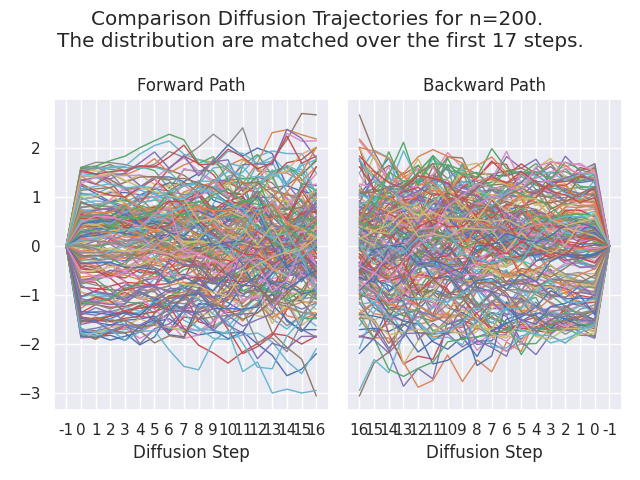 Comparison Diffusion Trajectories for n=200.
The distribution are matched over the first 17 steps.
Forward Path
Backward Path
2
1
0
−1
−2
−3
-1 0 1 2 3 4 5 6 7 8 9 10 11 12 13 14 15 16
16 15 14 13 12 11 10 9 8 7 6 5 4 3 2 1 0 -1
Diffusion Step
Diffusion Step